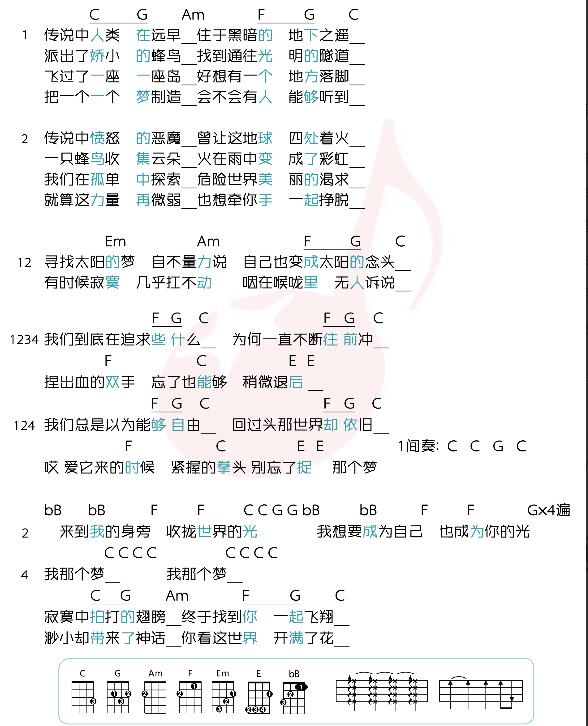 C G Am F G C
1 传说中人类 在远早__住于黑暗的 地下之遥__
派出了娇小 的蜂鸟__找到通往光 明的隧道__
飞过了一座 一座岛__好想有一个 地方落脚__
把一个一个 梦制造__会不会有人 能够听到__
2 传说中愤怒 的恶魔__曾让这地球 四处着火__
一只蜂鸟收 集云朵__火在雨中变 成了彩虹__
我们在孤单 中探索__危险世界美 丽的渴求__
就算这力量 再微弱__也想牵你手 一起挣脱__
Em Am F G C
12 寻找太阳的梦 自不量力说 自己也变成太阳的念头__
有时候寂寞 几乎扛不动 咽在喉咙里 无人诉说__
F G C F G C
1234 我们到底在追求些 什么__ 为何一直不断往 前冲__
F C E E
捏出血的双手 忘了也能够 稍微退后 __
F G C F G C
124 我们总是以为能够 自由__ 回过头那世界却 依旧__
F C E E 1间奏: C C G C
哎 爱它来的时候 紧握的拳头 别忘了捉 那个梦
bB bB F F C C G G bB bB F F G×4遍
2 来到我的身旁 收拢世界的光 我想要成为自己 也成为你的光
C C C C C C C C
4 我那个梦__ 我那个梦__
C G Am F G C
寂寞中拍打的翅膀__终于找到你 一起飞翔__
渺小却带来了神话__你看这世界 开满了花__
C G Am F Em E bB